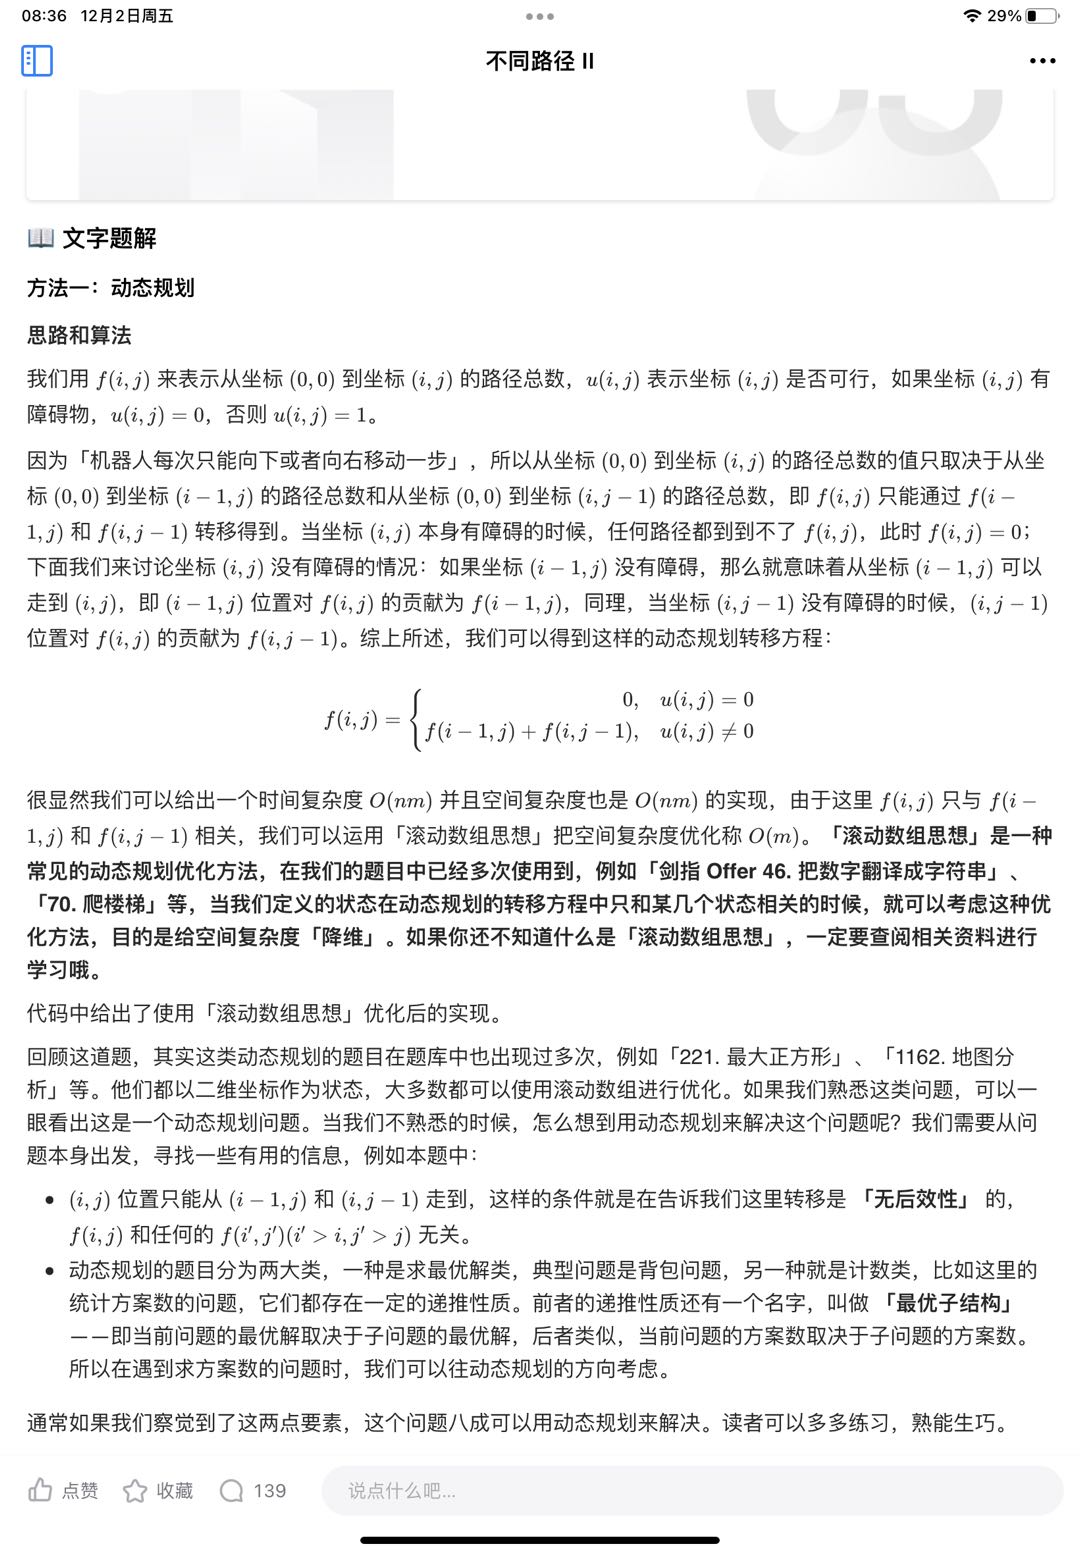 08:36 12月2日周五
29%
不同路径 II
文字题解
方法一：动态规划
思路和算法
我们用 f(i, j) 来表示从坐标 (0, 0) 到坐标 (i, j) 的路径总数，u(i, j) 表示坐标 (i, j) 是否可行，如果坐标 (i, j) 有
障碍物，u(i, j) = 0，否则 u(i, j) = 1。
因为「机器人每次只能向下或者向右移动一步」，所以从坐标 (0, 0) 到坐标 (i, j) 的路径总数的值只取决于从坐
标 (0, 0) 到坐标 (i − 1, j) 的路径总数和从坐标 (0, 0) 到坐标 (i, j − 1) 的路径总数，即 f(i, j) 只能通过 f(i −
1, j) 和 f(i, j − 1) 转移得到。当坐标 (i, j) 本身有障碍的时候，任何路径都到到不了 f(i, j)，此时 f(i, j) = 0；
下面我们来讨论坐标 (i, j) 没有障碍的情况：如果坐标 (i − 1, j) 没有障碍，那么就意味着从坐标 (i − 1, j) 可以
走到 (i, j)，即 (i − 1, j) 位置对 f(i, j) 的贡献为 f(i − 1, j)，同理，当坐标 (i, j − 1) 没有障碍的时候，(i, j − 1)
位置对 f(i, j) 的贡献为 f(i, j − 1)。综上所述，我们可以得到这样的动态规划转移方程：
0, u(i, j) = 0
f(i, j) = {
f(i − 1, j) + f(i, j − 1), u(i, j) ≠ 0
很显然我们可以给出一个时间复杂度 O(nm) 并且空间复杂度也是 O(nm) 的实现，由于这里 f(i, j) 只与 f(i −
1, j) 和 f(i, j − 1) 相关，我们可以运用「滚动数组思想」把空间复杂度优化称 O(m)。「滚动数组思想」是一种
常见的动态规划优化方法，在我们的题目中已经多次使用到，例如「剑指 Offer 46. 把数字翻译成字符串」、
「70. 爬楼梯」等，当我们定义的状态在动态规划的转移方程中只和某几个状态相关的时候，就可以考虑这种优
化方法，目的是给空间复杂度「降维」。如果你还不知道什么是「滚动数组思想」，一定要查阅相关资料进行
学习哦。
代码中给出了使用「滚动数组思想」优化后的实现。
回顾这道题，其实这类动态规划的题目在题库中也出现过多次，例如「221. 最大正方形」、「1162. 地图分
析」等。他们都以二维坐标作为状态，大多数都可以使用滚动数组进行优化。如果我们熟悉这类问题，可以一
眼看出这是一个动态规划问题。当我们不熟悉的时候，怎么想到用动态规划来解决这个问题呢？我们需要从问
题本身出发，寻找一些有用的信息，例如本题中：
• (i, j) 位置只能从 (i − 1, j) 和 (i, j − 1) 走到，这样的条件就是在告诉我们这里转移是 「无后效性」 的，
f(i, j) 和任何的 f(i′, j′)(i′ > i, j′ > j) 无关。
• 动态规划的题目分为两大类，一种是求最优解类，典型问题是背包问题，另一种就是计数类，比如这里的
统计方案数的问题，它们都存在一定的递推性质。前者的递推性质还有一个名字，叫做 「最优子结构」
——即当前问题的最优解取决于子问题的最优解，后者类似，当前问题的方案数取决于子问题的方案数。
所以在遇到求方案数的问题时，我们可以往动态规划的方向考虑。
通常如果我们察觉到了这两点要素，这个问题八成可以用动态规划来解决。读者可以多多练习，熟能生巧。
点赞 收藏 139 说点什么吧...